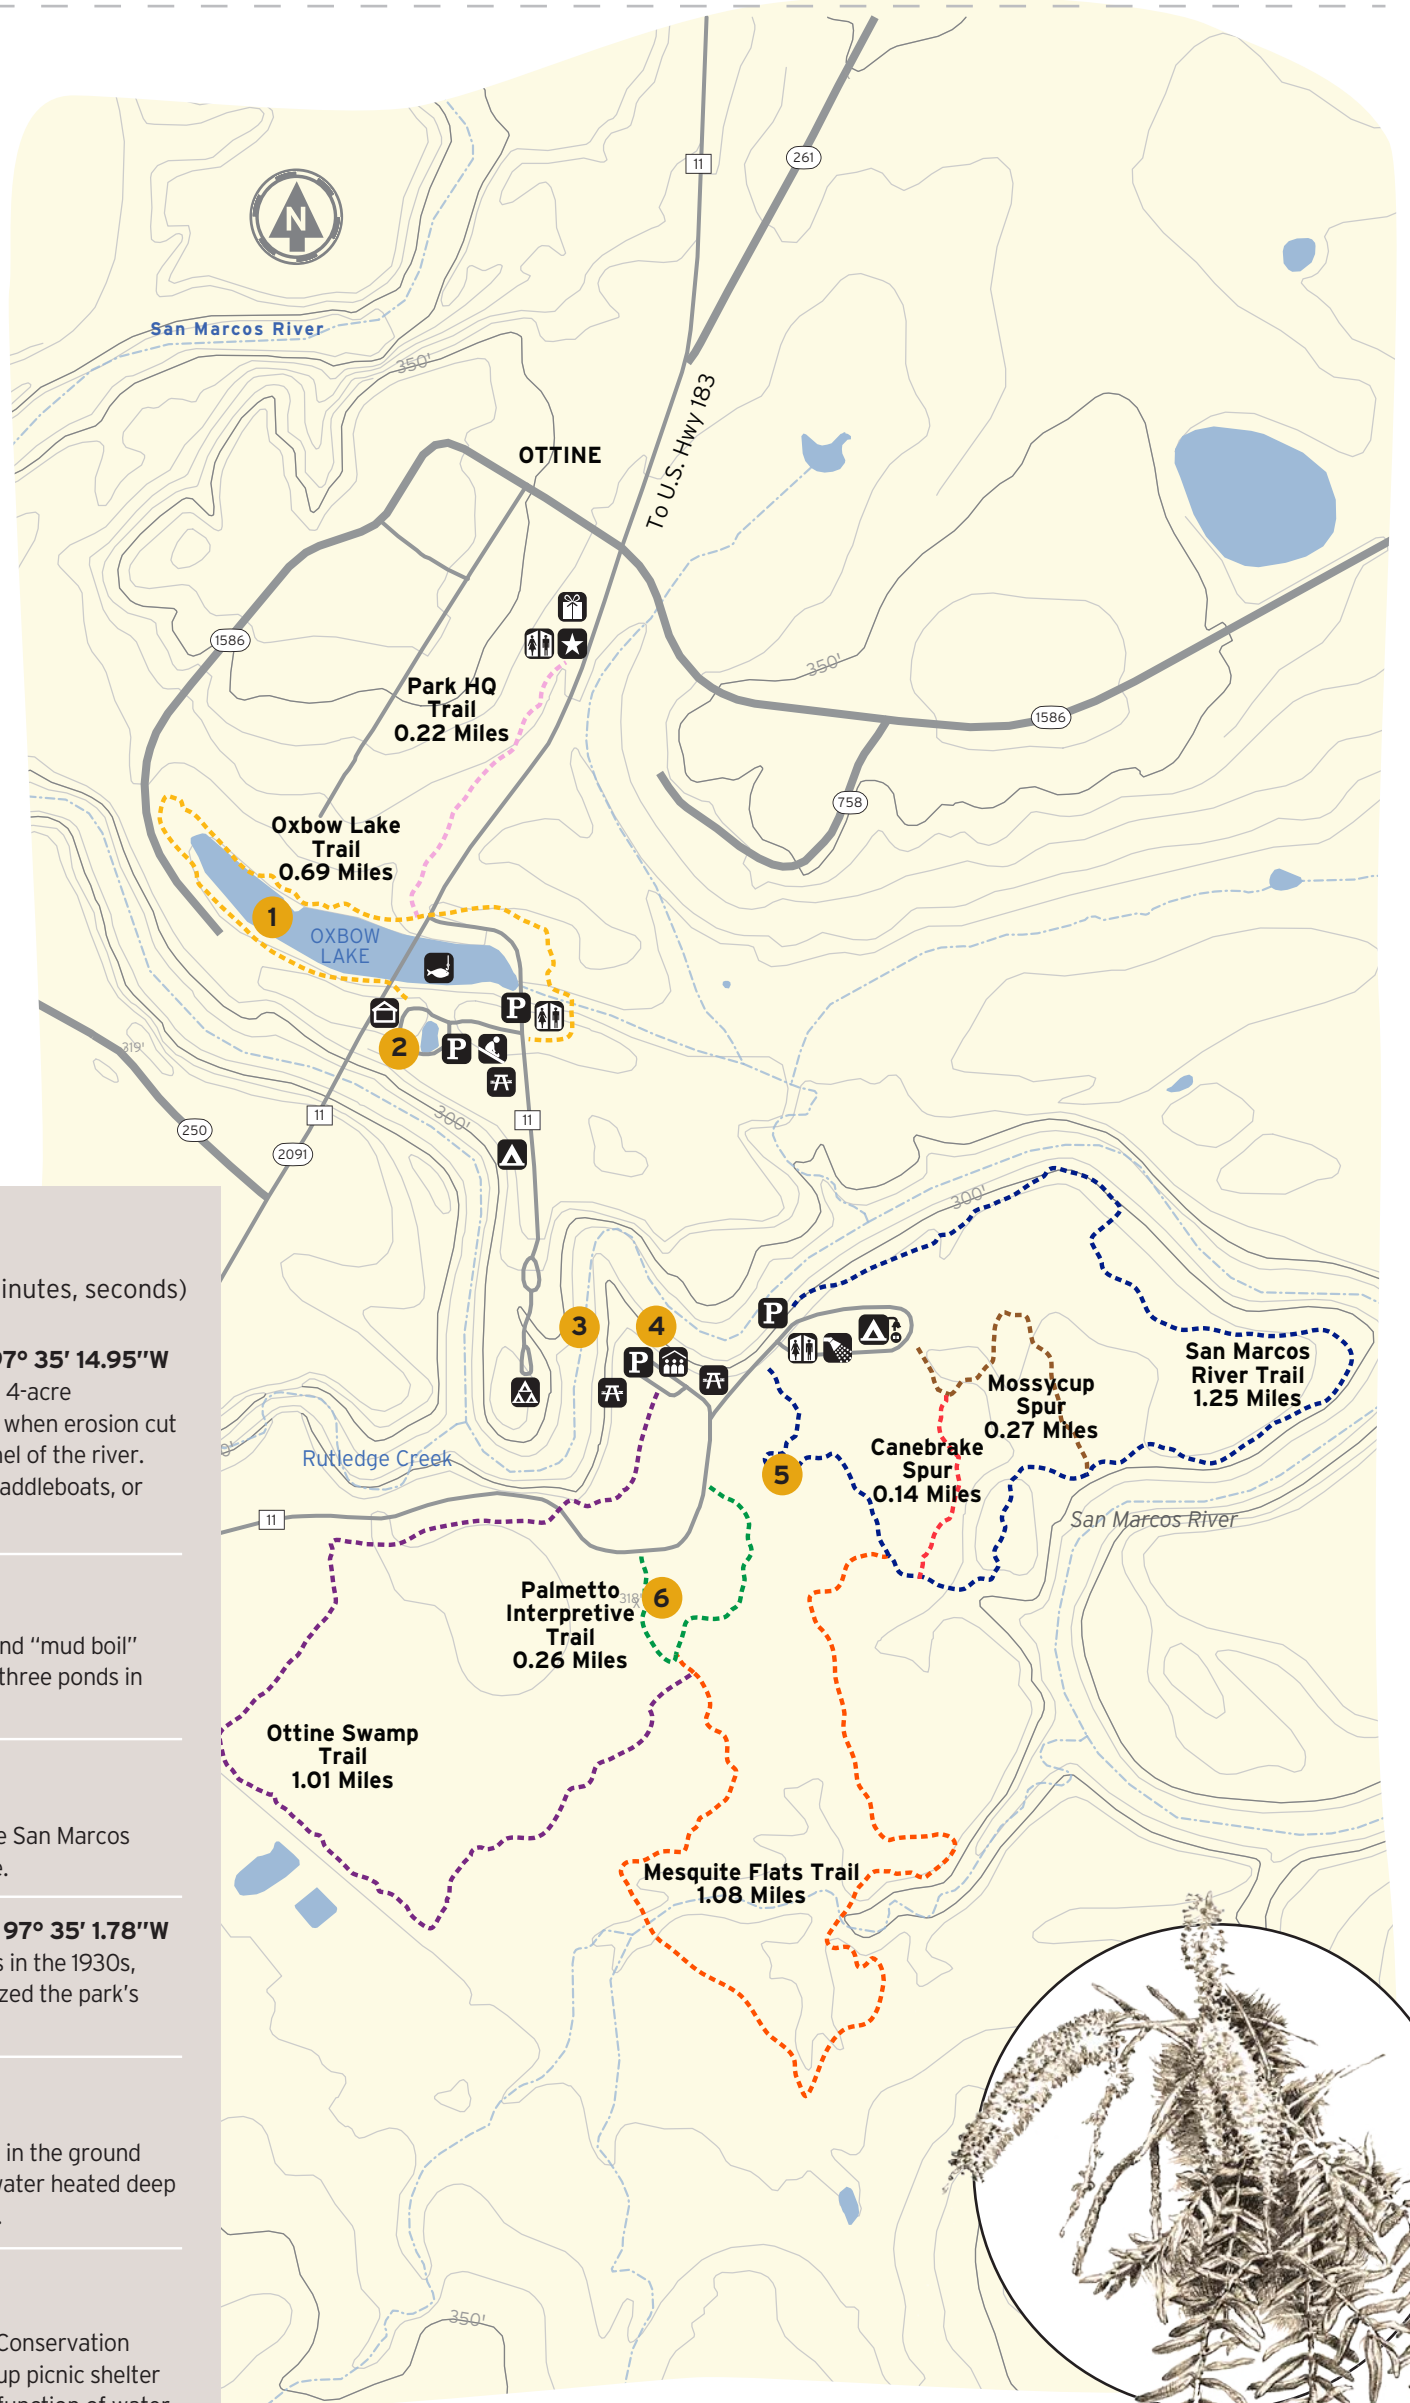 11
261
N
San Marcos River
350'
To U.S. Hwy 183
OTTINE
1586
350'
1586
Park HQ
Trail
0.22 Miles
758
Oxbow Lake
Trail
0.69 Miles
1
OXBOW
LAKE
P
2
P
319'
300'
11
11
250
2091
300'
inutes, seconds)
3
4
P
P
97° 35′ 14.95″W
4-acre
when erosion cut
nel of the river.
addleboats, or
San Marcos
River Trail
1.25 Miles
Mossycup
Spur
0.27 Miles
Canebrake
Spur
0.14 Miles
Rutledge Creek
0'
5
11
San Marcos River
Palmetto
Interpretive
Trail
0.26 Miles
318'
x
6
nd “mud boil”
three ponds in
Ottine Swamp
Trail
1.01 Miles
e San Marcos
e.
Mesquite Flats Trail
1.08 Miles
97° 35′ 1.78″W
s in the 1930s,
zed the park’s
in the ground
water heated deep
.
350'
Conservation
up picnic shelter
function of water